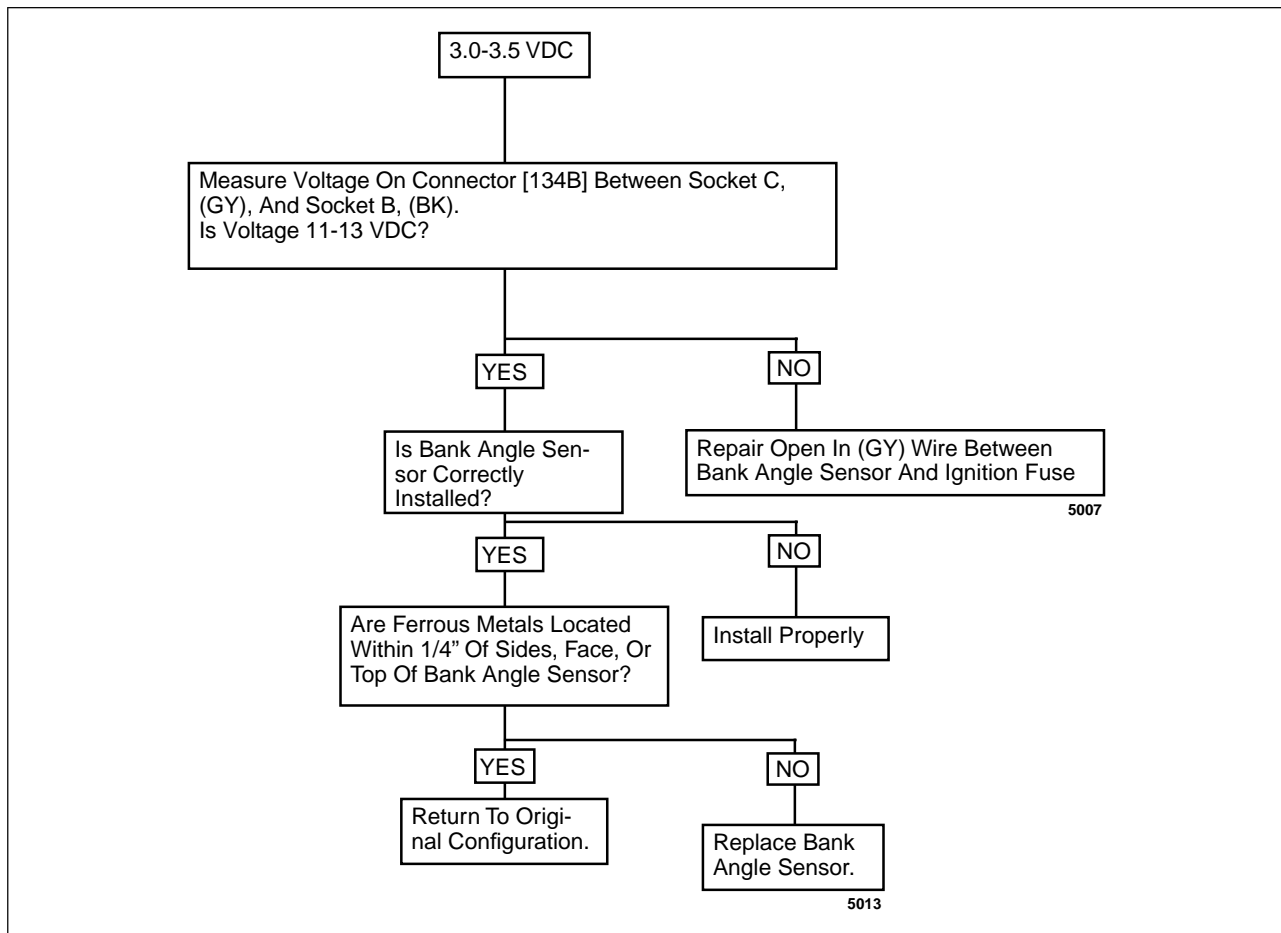 3.0-3.5 VDC
Measure Voltage On Connector [134B] Between Socket C,
(GY), And Socket B, (BK).
Is Voltage 11-13 VDC?
YES
NO
Is Bank Angle Sen-
sor Correctly
Installed?
Repair Open In (GY) Wire Between
Bank Angle Sensor And Ignition Fuse
5007
YES
NO
Are Ferrous Metals Located
Within 1/4” Of Sides, Face, Or
Top Of Bank Angle Sensor?
Install Properly
YES
NO
Return To Origi-
nal Configuration.
Replace Bank
Angle Sensor.
5013